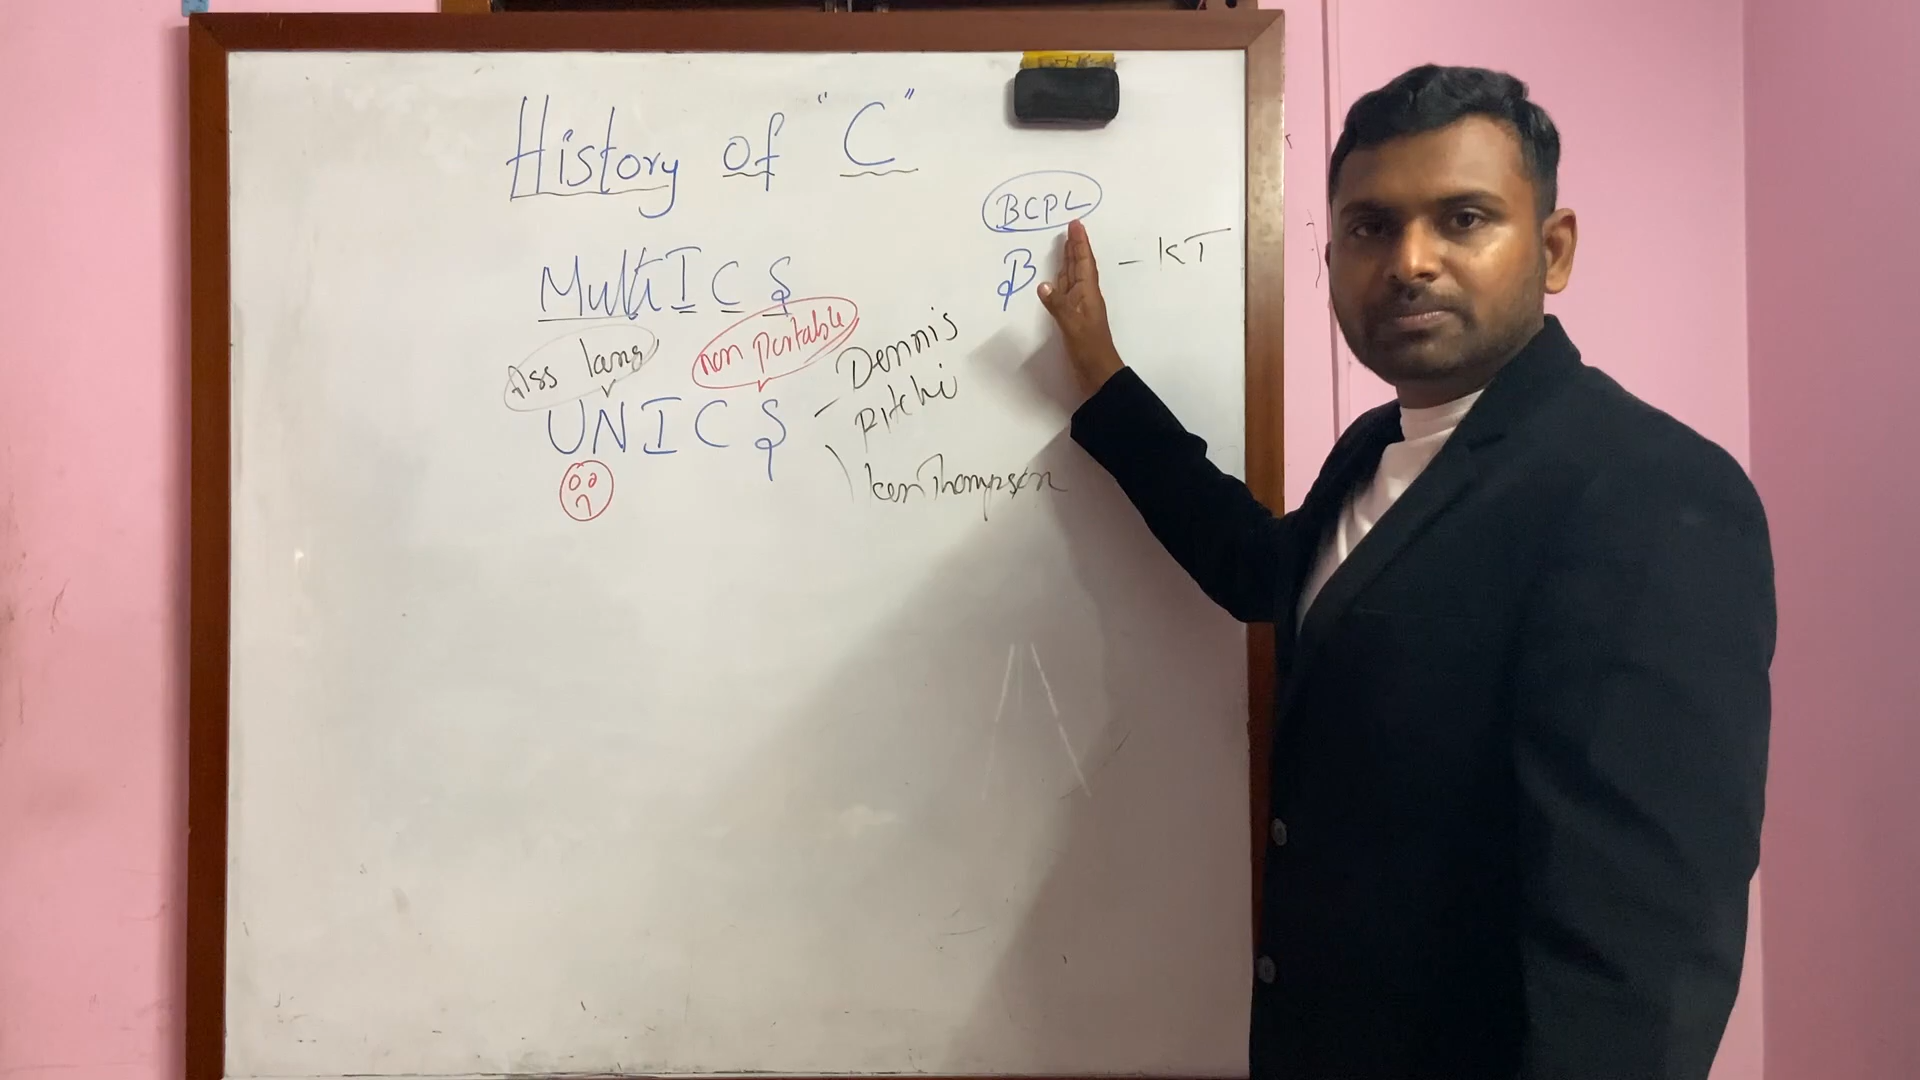 History of "C"
BCPL
B - KT
MultICS
Ass lang
non portable
UNICS
Dennis
Ritchi
Ken Thompson